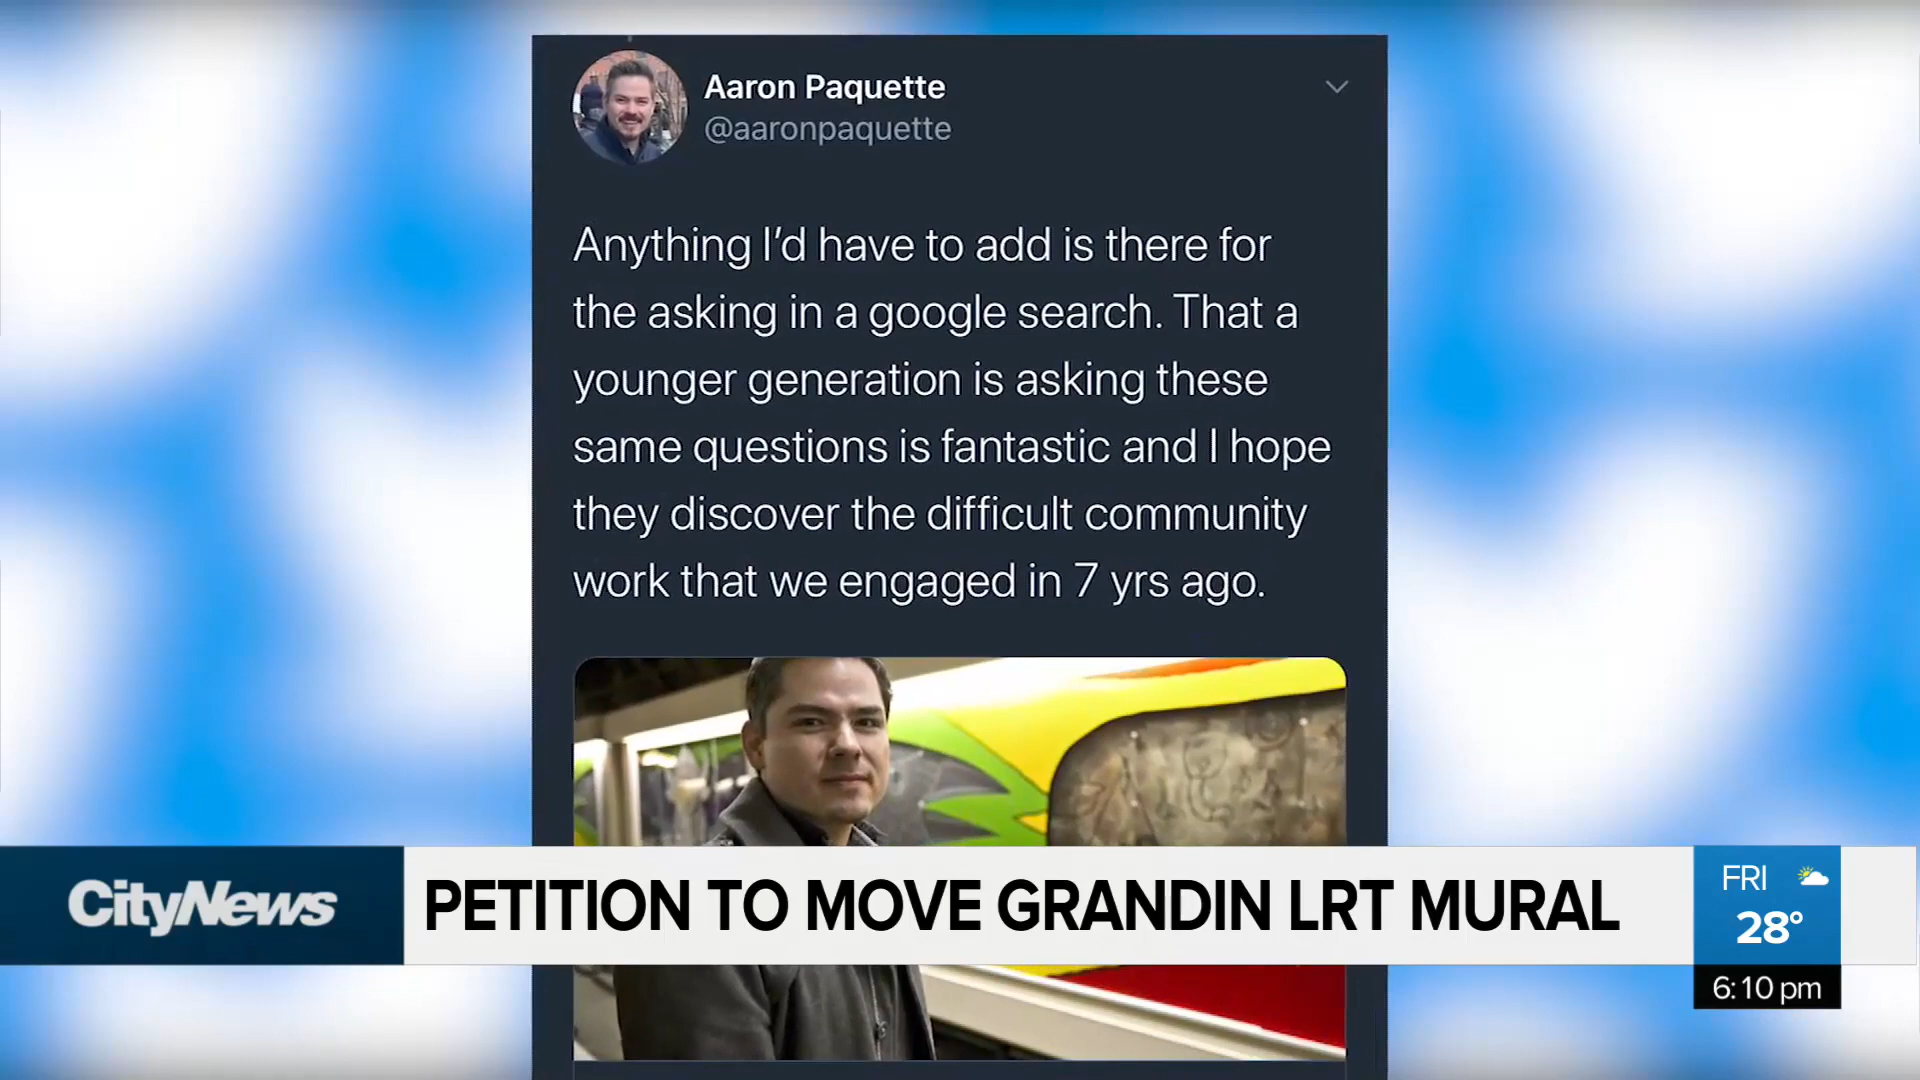 Aaron Paquette
@aaronpaquette
Anything I'd have to add is there for
the asking in a google search. That a
younger generation is asking these
same questions is fantastic and I hope
they discover the difficult community
work that we engaged in 7 yrs ago.
CityNews
PETITION TO MOVE GRANDIN LRT MURAL
FRI
28°
6:10 pm